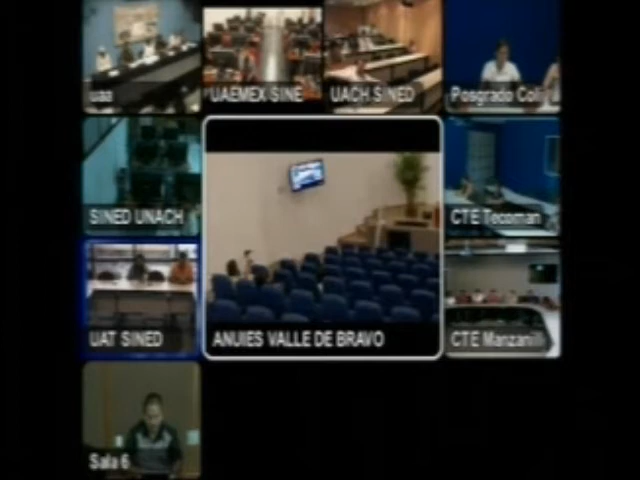 uaa
UAEMEX SINE
UACH SINED
Posgrado Coli
SINED UNACH
CTE Tecoman
UAT SINED
ANUIES VALLE DE BRAVO
CTE Manzanill
Sala 6